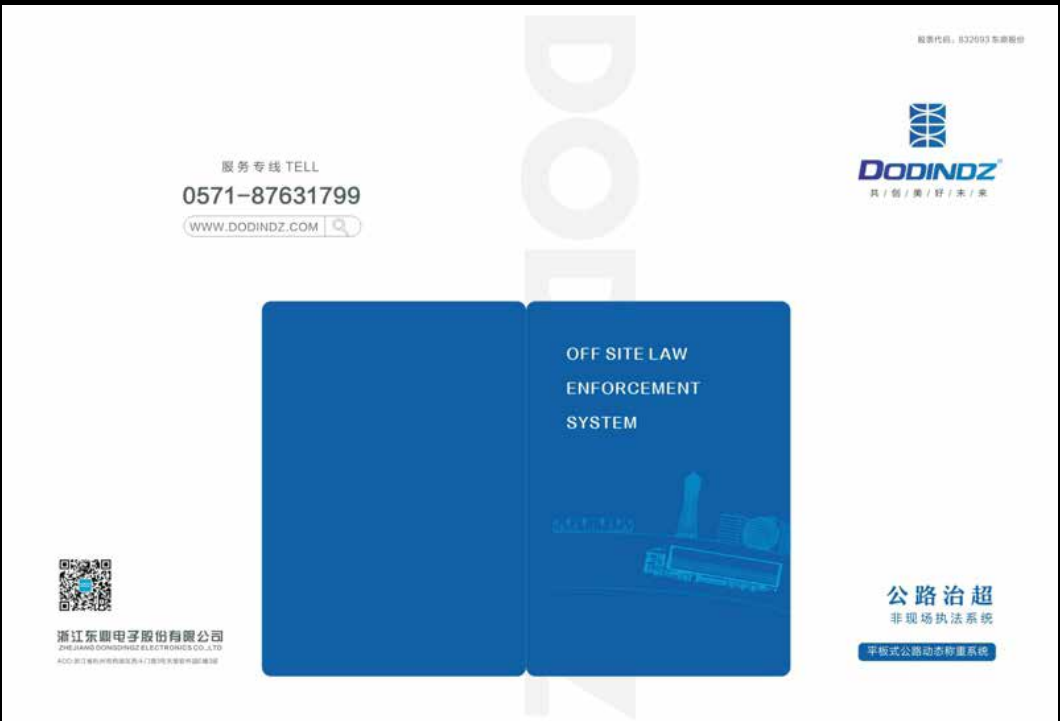 股票代码：832693 东鼎股份
DODINDZ
共/创/美/好/未/来
服务专线 TELL
0571-87631799
WWW.DODINDZ.COM
OFF SITE LAW
ENFORCEMENT
SYSTEM
公路治超
非现场执法系统
平板式公路动态称重系统
浙江东鼎电子股份有限公司
ZHEJIANG DONGDINGZ ELECTRONICS CO.,LTD
DOD
Z